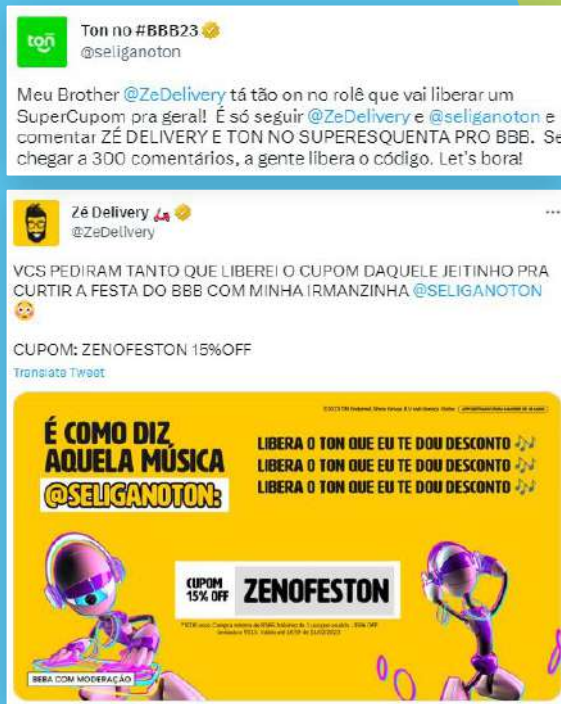 toñ
Ton no #BBB23
@seliganoton
Meu Brother @ZeDelivery tá tão on no rolê que vai liberar um
SuperCupom pra geral! É só seguir @ZeDelivery e @seliganoton e
comentar ZÉ DELIVERY E TON NO SUPERESQUENTA PRO BBB. Se
chegar a 300 comentários, a gente libera o código. Let's bora!
Zé Delivery
@ZeDelivery
VCS PEDIRAM TANTO QUE LIBEREI O CUPOM DAQUELE JEITINHO PRA
CURTIR A FESTA DO BBB COM MINHA IRMANZINHA @SELIGANOTON
CUPOM: ZENOFESTON 15%OFF
Translate Tweet
É COMO DIZ
AQUELA MÚSICA
@SELIGANOTON:
LIBERA O TON QUE EU TE DOU DESCONTO
LIBERA O TON QUE EU TE DOU DESCONTO
LIBERA O TON QUE EU TE DOU DESCONTO
CUPOM
15% OFF
ZENOFESTON
BEBA COM MODERAÇÃO